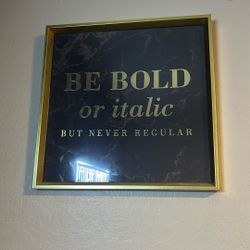 BE BOLD
or italic
BUT NEVER REGULAR